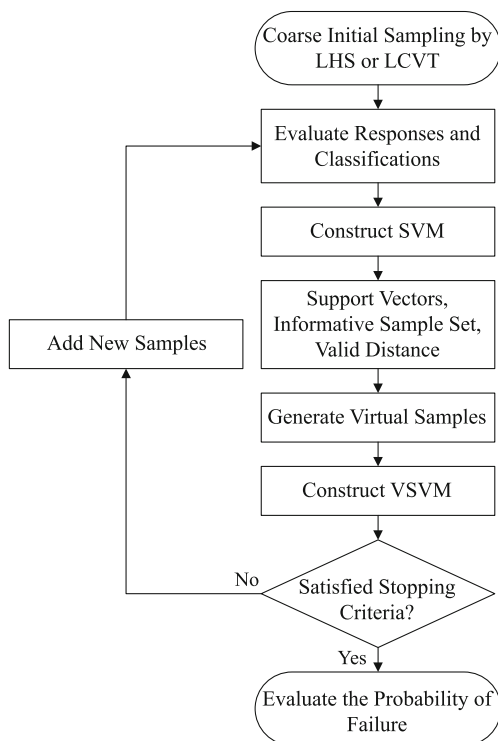 Coarse Initial Sampling by
LHS or LCVT
Evaluate Responses and
Classifications
Construct SVM
Support Vectors,
Informative Sample Set,
Valid Distance
Add New Samples
Generate Virtual Samples
Construct VSVM
No
Satisfied Stopping
Criteria?
Yes
Evaluate the Probability of
Failure